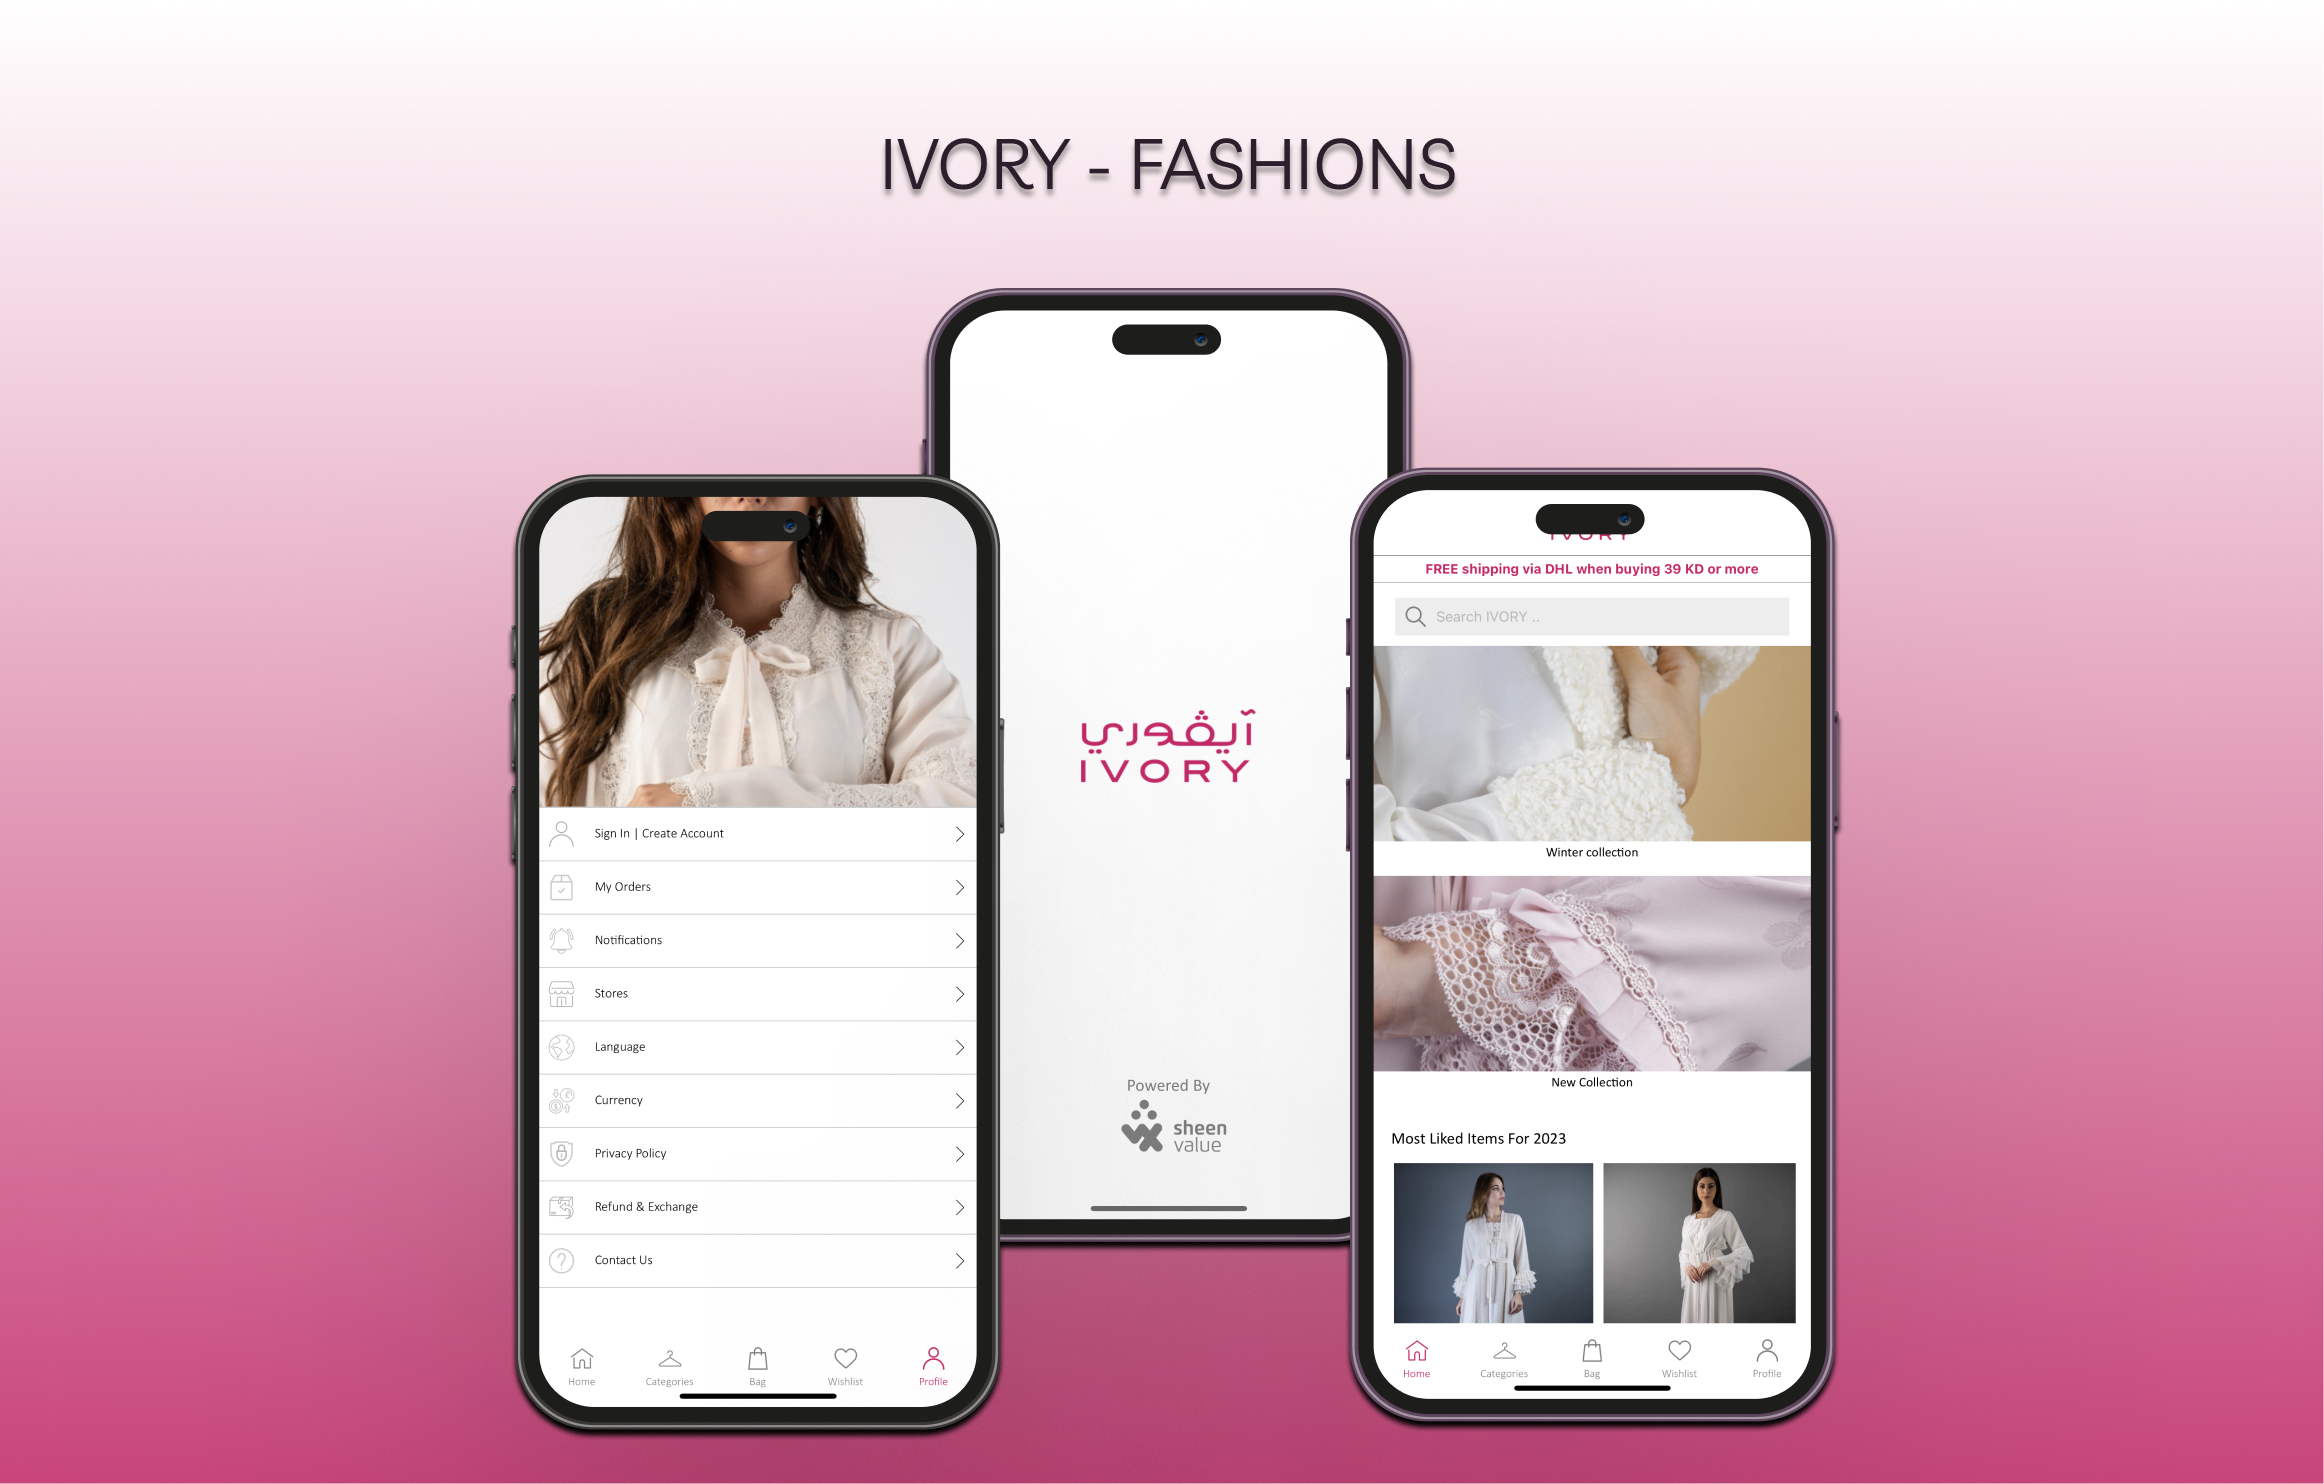 IVORY - FASHIONS
Sign In | Create Account
My Orders
Notifications
Stores
Language
Currency
Privacy Policy
Refund & Exchange
Contact Us
Home
Categories
Bag
Wishlist
Profile
آيڤوري
IVORY
Powered By
sheen
value
IVORY
FREE shipping via DHL when buying 39 KD or more
Search IVORY ..
Winter collection
New Collection
Most Liked Items For 2023
Home
Categories
Bag
Wishlist
Profile